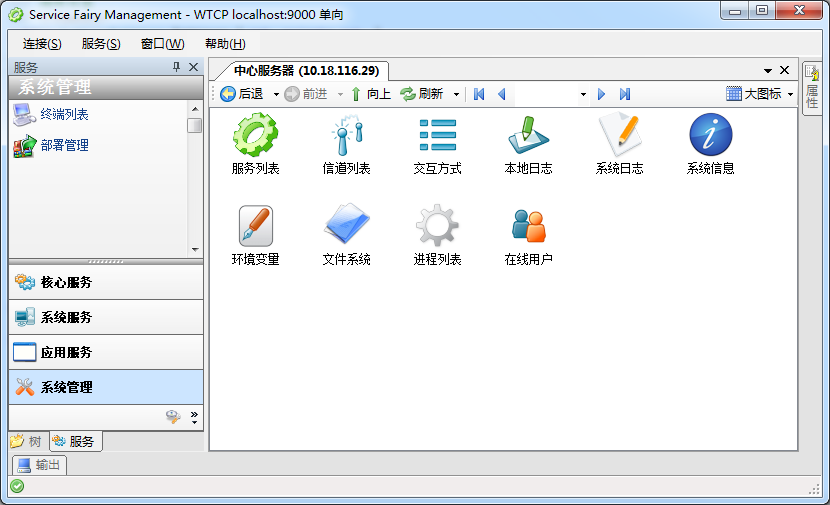 Service Fairy Management - WTCP localhost:9000 单向
连接(S) 服务(S) 窗口(W) 帮助(H)
服务
系统管理
终端列表
部署管理
核心服务
系统服务
应用服务
系统管理
树 服务
输出
中心服务器 (10.18.116.29)
后退 前进 向上 刷新 大图标
服务列表 信道列表 交互方式 本地日志 系统日志 系统信息
环境变量 文件系统 进程列表 在线用户
属性